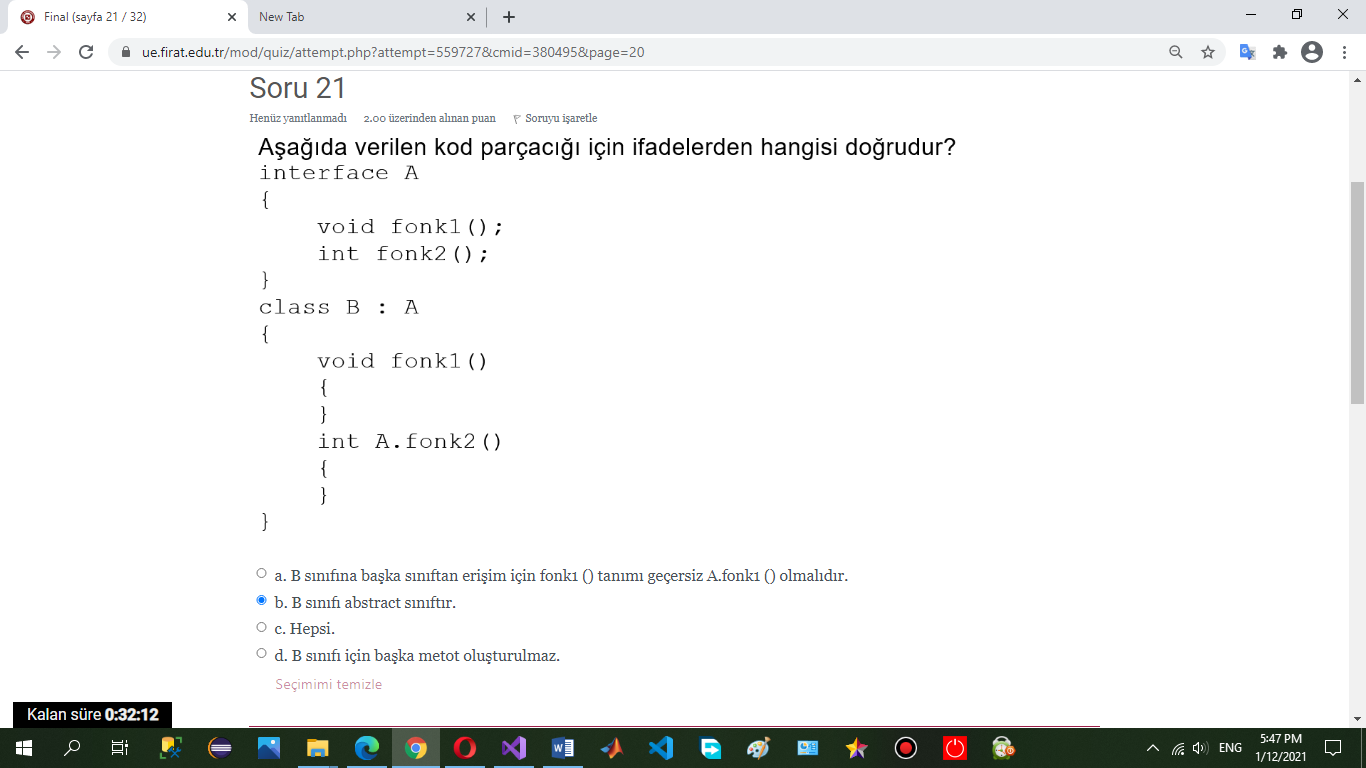 Final (sayfa 21 / 32)
New Tab
ue.firat.edu.tr/mod/quiz/attempt.php?attempt=559727&cmid=380495&page=20
Soru 21
Henüz yanıtlanmadı 2.00 üzerinden alınan puan Soruyu işaretle
Aşağıda verilen kod parçacığı için ifadelerden hangisi doğrudur?
interface A
{
void fonk1();
int fonk2();
}
class B : A
{
void fonk1()
{
}
int A.fonk2()
{
}
}
a. B sınıfına başka sınıftan erişim için fonk1 () tanımı geçersiz A.fonk1 () olmalıdır.
b. B sınıfı abstract sınıftır.
c. Hepsi.
d. B sınıfı için başka metot oluşturulmaz.
Seçimimi temizle
Kalan süre 0:32:12
ENG
5:47 PM
1/12/2021